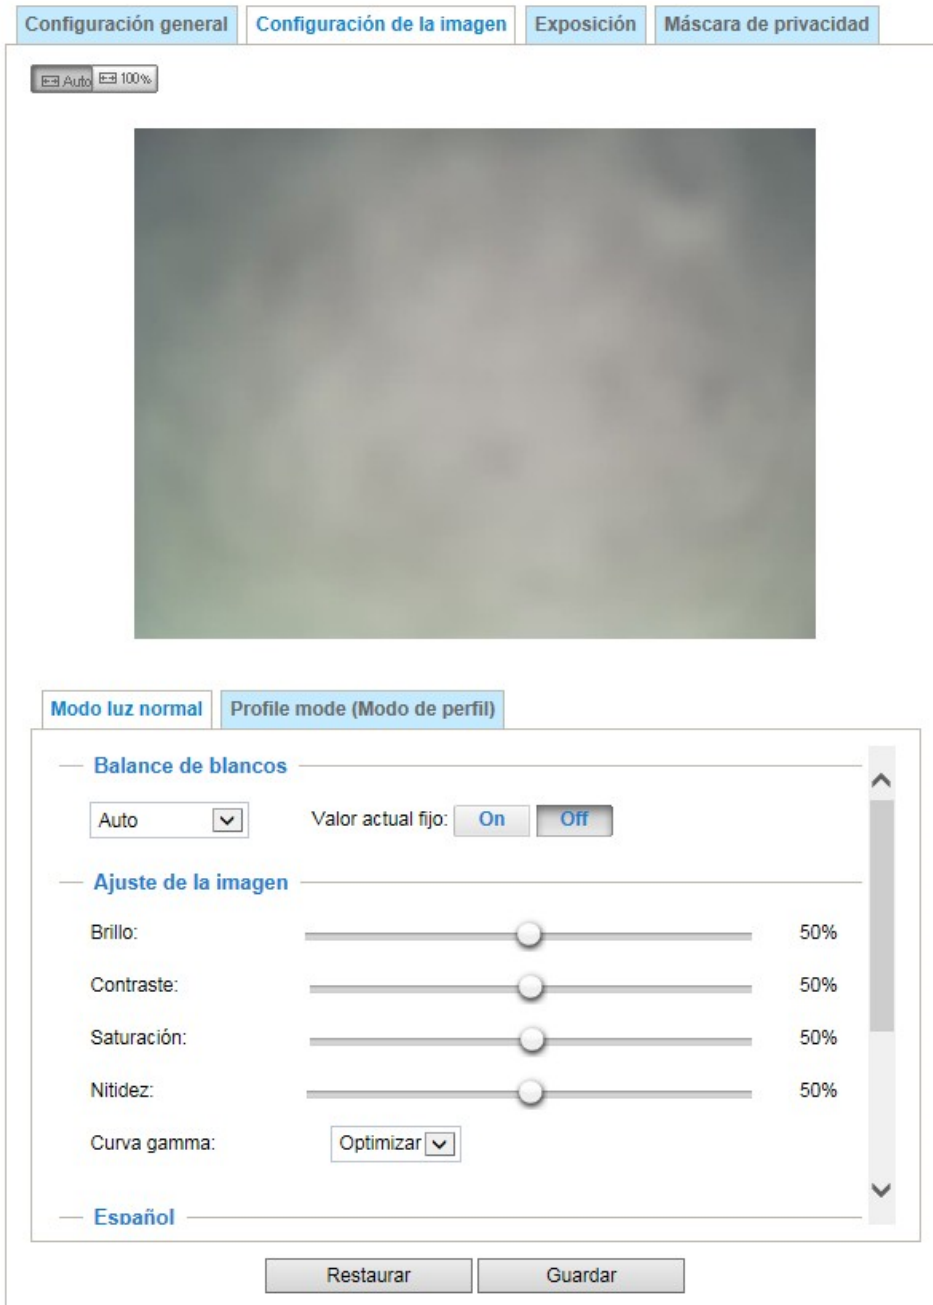 Configuración general Configuración de la imagen Exposición Máscara de privacidad
Auto 100%
Modo luz normal Profile mode (Modo de perfil)
Balance de blancos
Auto Valor actual fijo: On Off
Ajuste de la imagen
Brillo: 50%
Contraste: 50%
Saturación: 50%
Nitidez: 50%
Curva gamma: Optimizar
Español
Restaurar Guardar